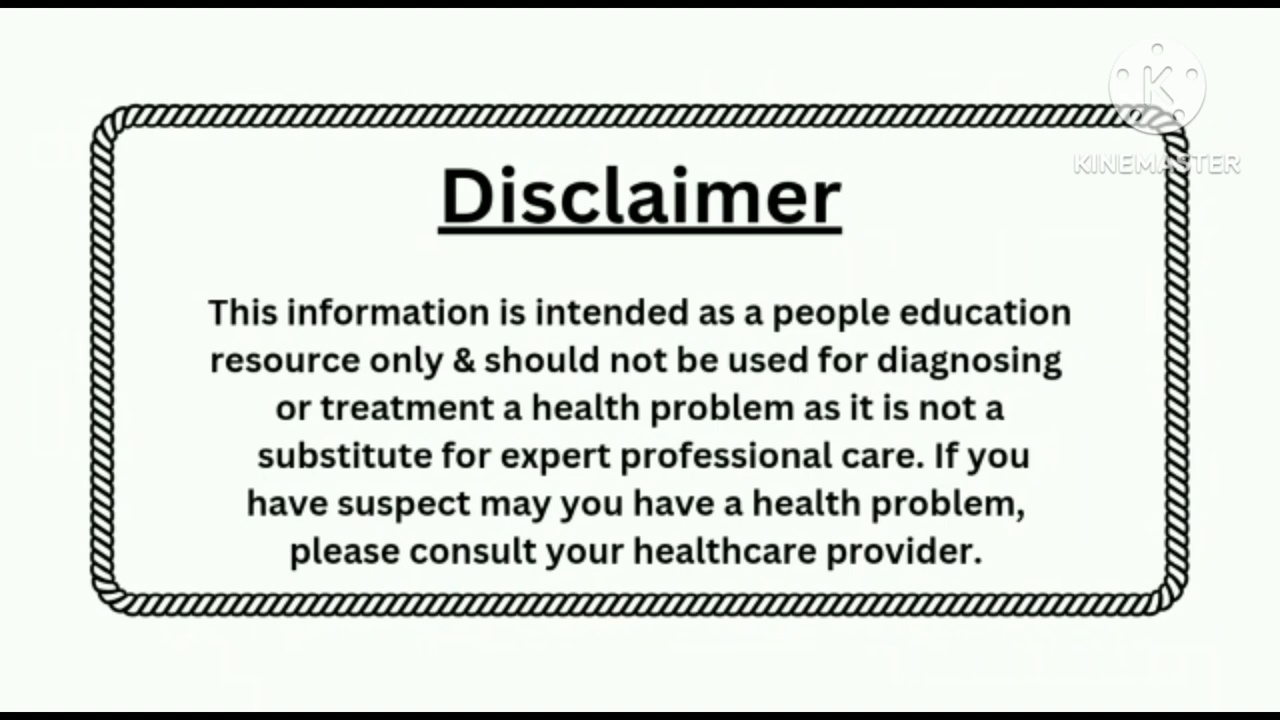 KINEMASTER
Disclaimer
This information is intended as a people education
resource only & should not be used for diagnosing
or treatment a health problem as it is not a
substitute for expert professional care. If you
have suspect may you have a health problem,
please consult your healthcare provider.